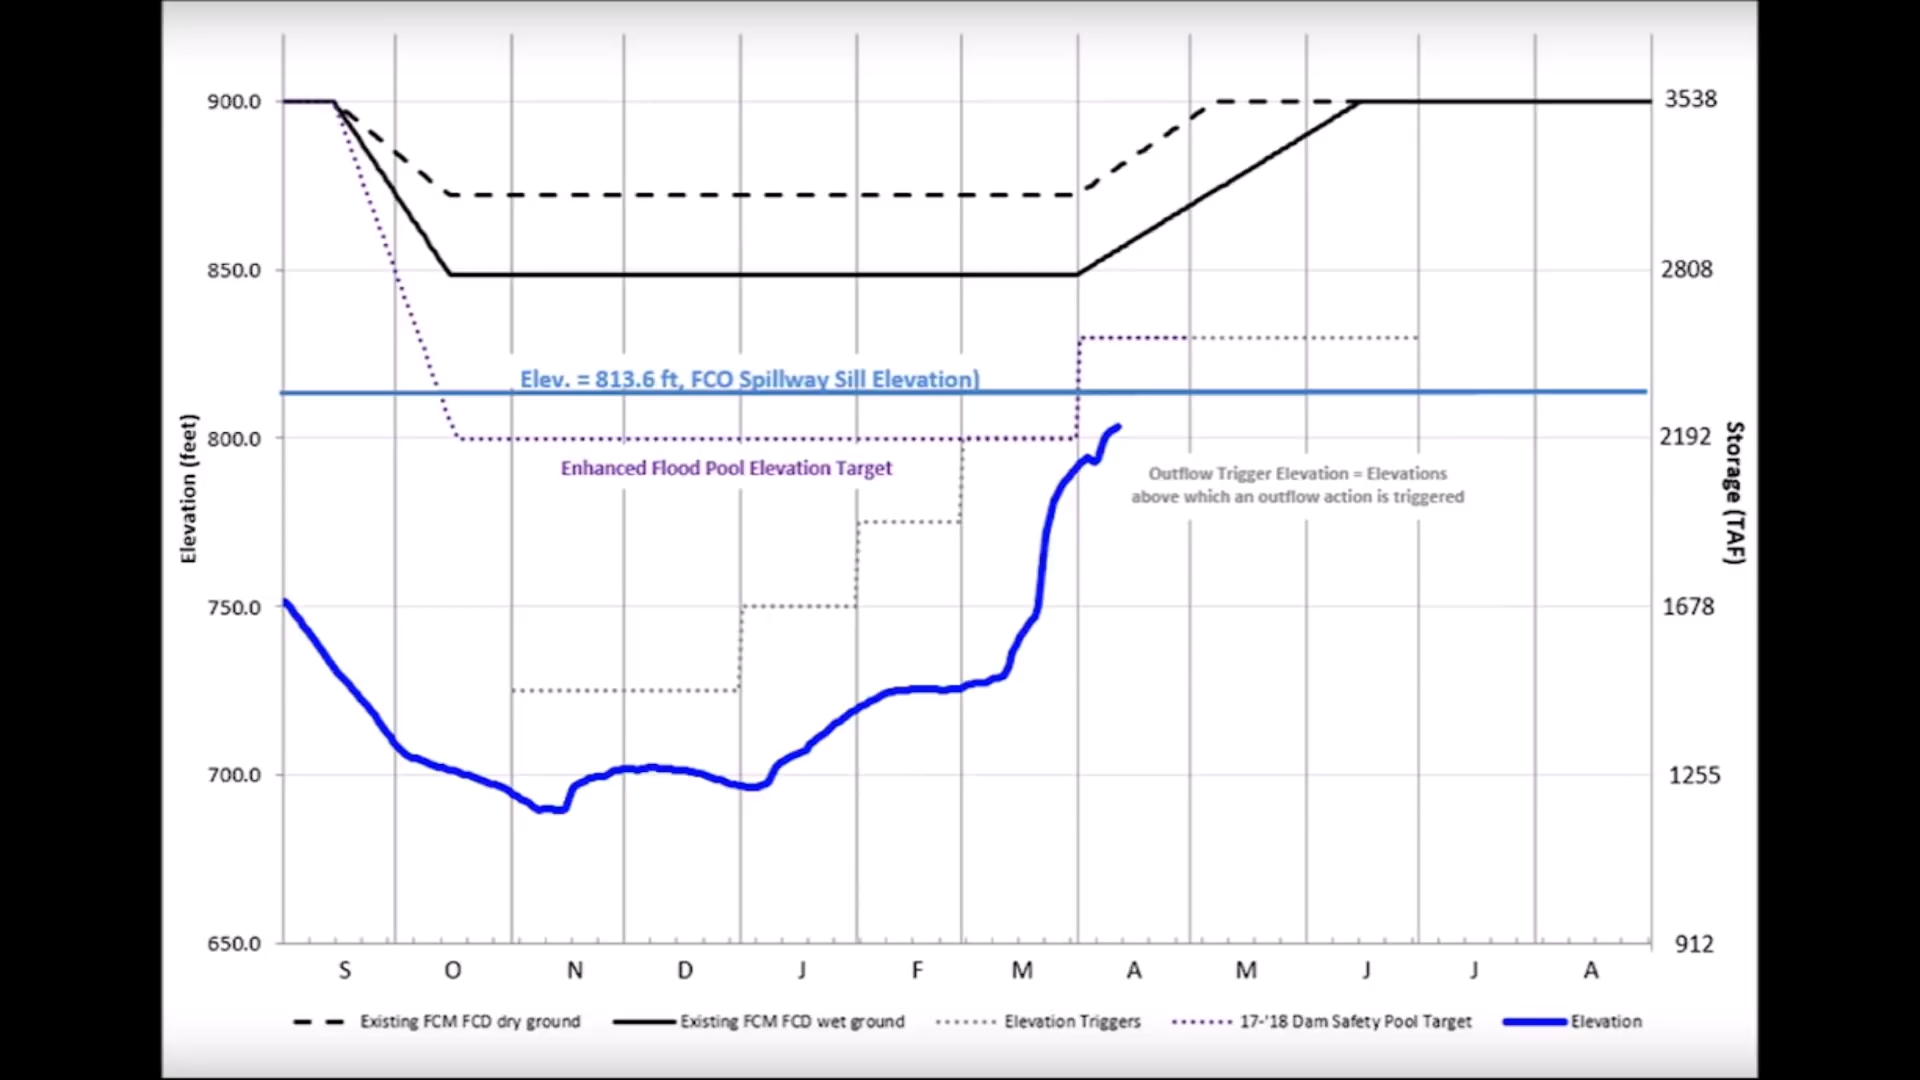 900.0
3538
850.0
2808
Elev. = 813.6 ft, FCO Spillway Sill Elevation)
800.0
2192
Enhanced Flood Pool Elevation Target
Outflow Trigger Elevation = Elevations
above which an outflow action is triggered
Elevation (feet)
Storage (TAF)
750.0
1678
700.0
1255
650.0
912
S O N D J F M A M J J A
Existing FCM FCD dry ground Existing FCM FCD wet ground Elevation Triggers 17-'18 Dam Safety Pool Target Elevation